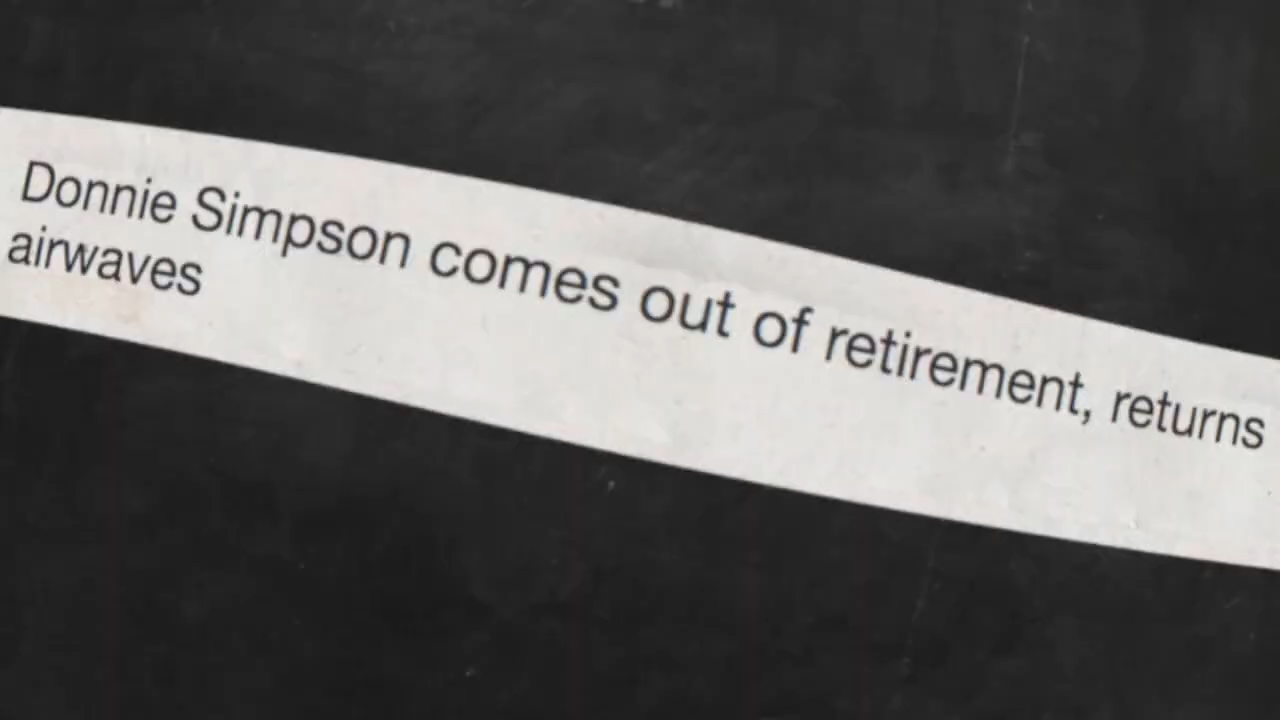 Donnie Simpson comes out of retirement, returns
airwaves